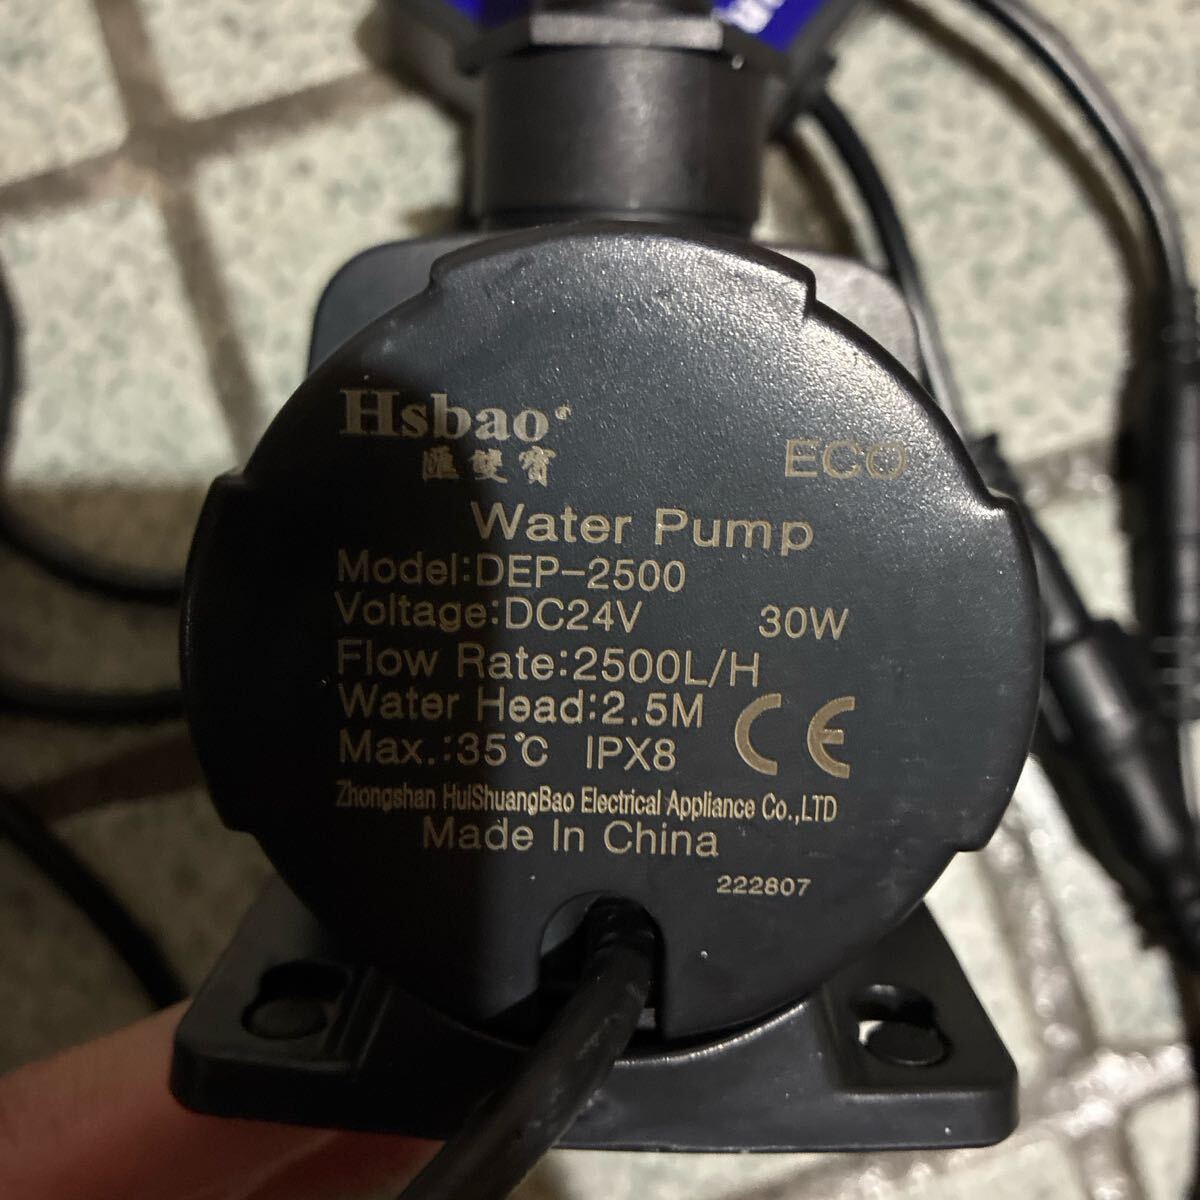 Hsbao®
匯雙寶
ECO
Water Pump
Model:DEP-2500
Voltage:DC24V 30W
Flow Rate:2500L/H
Water Head:2.5M
Max.:35℃ IPX8
CE
Zhongshan HuiShuangBao Electrical Appliance Co.,LTD
Made In China
222807